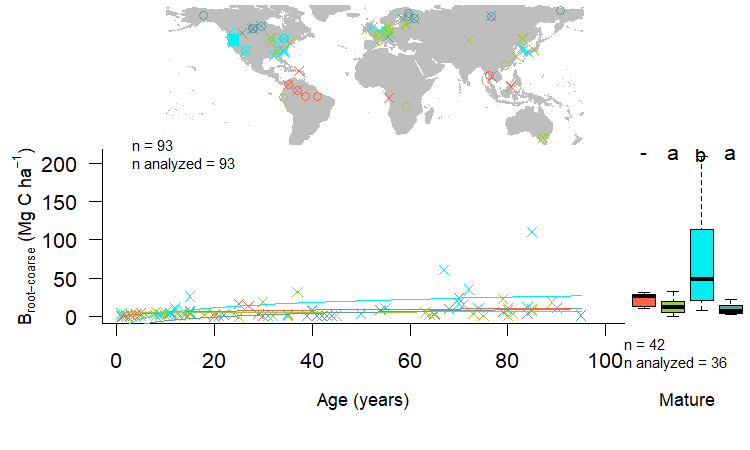 n = 93
n analyzed = 93
B root−coarse (Mg C ha−1)
200
150
100
50
0
- a b a
0 20 40 60 80 100
n = 42
n analyzed = 36
Age (years)
Mature